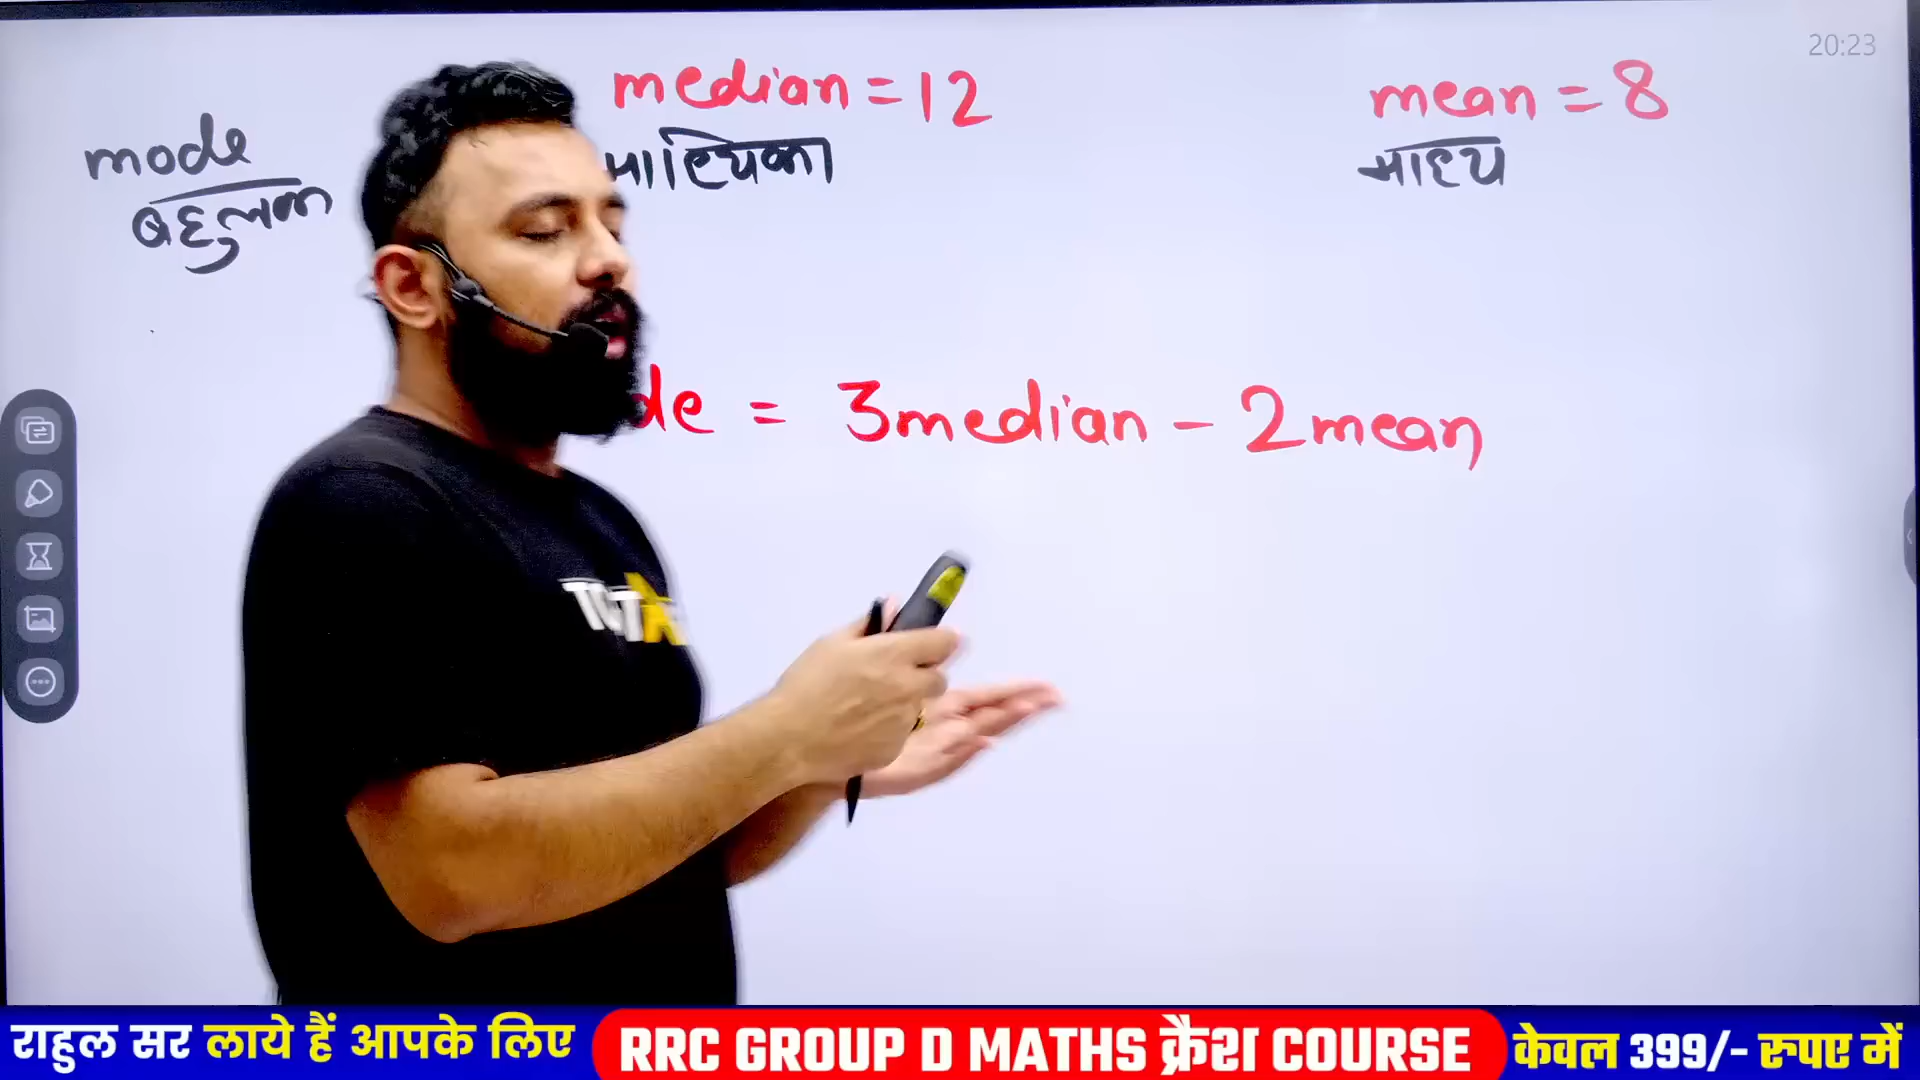 20:23
median = 12
mean = 8
mode
माध्यिका
माध्य
बहुलक
de = 3median - 2mean
राहुल सर लाये हैं आपके लिए RRC GROUP D MATHS क्रैश COURSE केवल 399/- रुपए में